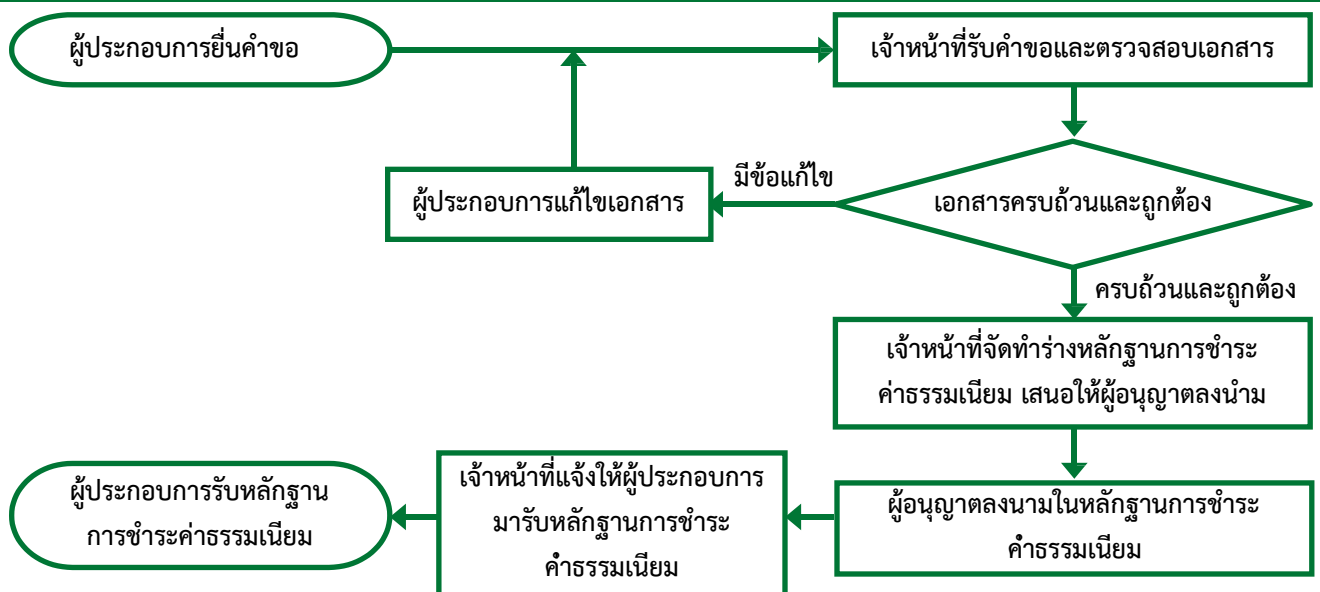 ผู้ประกอบการยื่นคำขอ
เจ้าหน้าที่รับคำขอและตรวจสอบเอกสาร
มีข้อแก้ไข
ผู้ประกอบการแก้ไขเอกสาร
เอกสารครบถ้วนและถูกต้อง
ครบถ้วนและถูกต้อง
เจ้าหน้าที่จัดทำร่างหลักฐานการชำระ
ค่าธรรมเนียม เสนอให้ผู้อนุญาตลงนำม
ผู้อนุญาตลงนามในหลักฐานการชำระ
คำธรรมเนียม
เจ้าหน้าที่แจ้งให้ผู้ประกอบการ
มารับหลักฐานการชำระ
คำธรรมเนียม
ผู้ประกอบการรับหลักฐาน
การชำระค่าธรรมเนียม